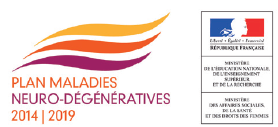 PLAN MALADIES
NEURO-DÉGÉNÉRATIVES
2014 | 2019
Liberté • Égalité • Fraternité
RÉPUBLIQUE FRANÇAISE
MINISTÈRE
DE L'ÉDUCATION NATIONALE,
DE L'ENSEIGNEMENT
SUPÉRIEUR
ET DE LA RECHERCHE
MINISTÈRE
DES AFFAIRES SOCIALES,
DE LA SANTÉ
ET DES DROITS DES FEMMES